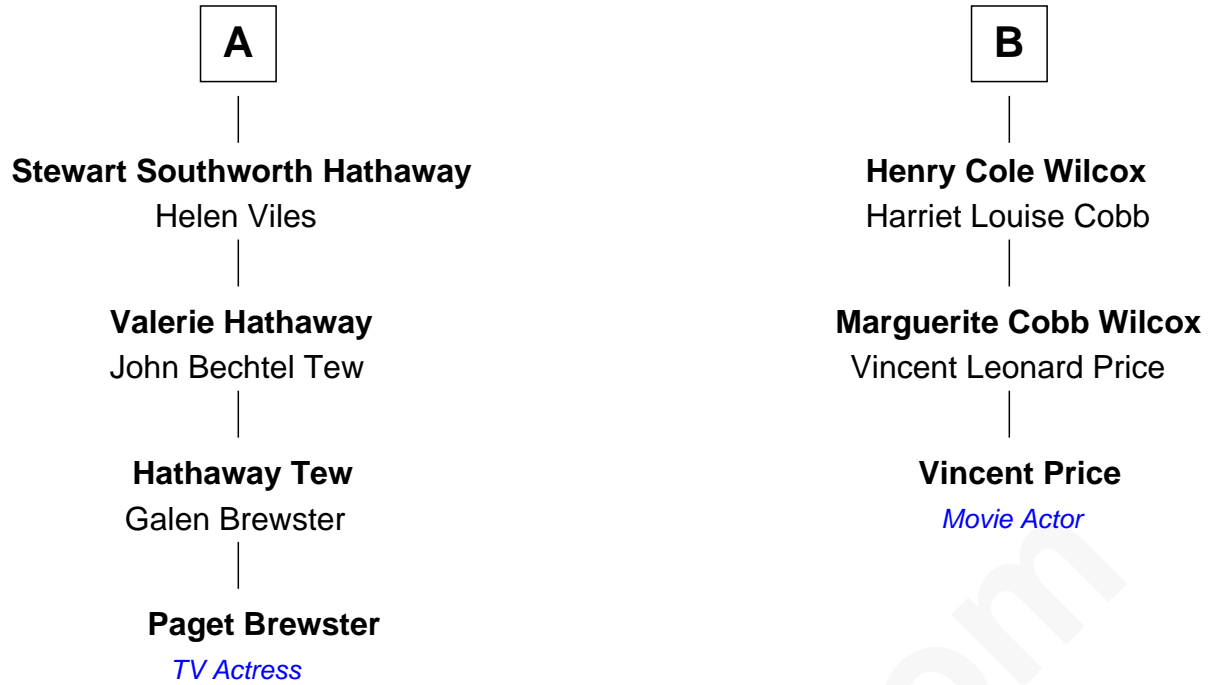 A
Stewart Southworth Hathaway
Helen Viles
Valerie Hathaway
John Bechtel Tew
Hathaway Tew
Galen Brewster
Paget Brewster
TV Actress
B
Henry Cole Wilcox
Harriet Louise Cobb
Marguerite Cobb Wilcox
Vincent Leonard Price
Vincent Price
Movie Actor
om